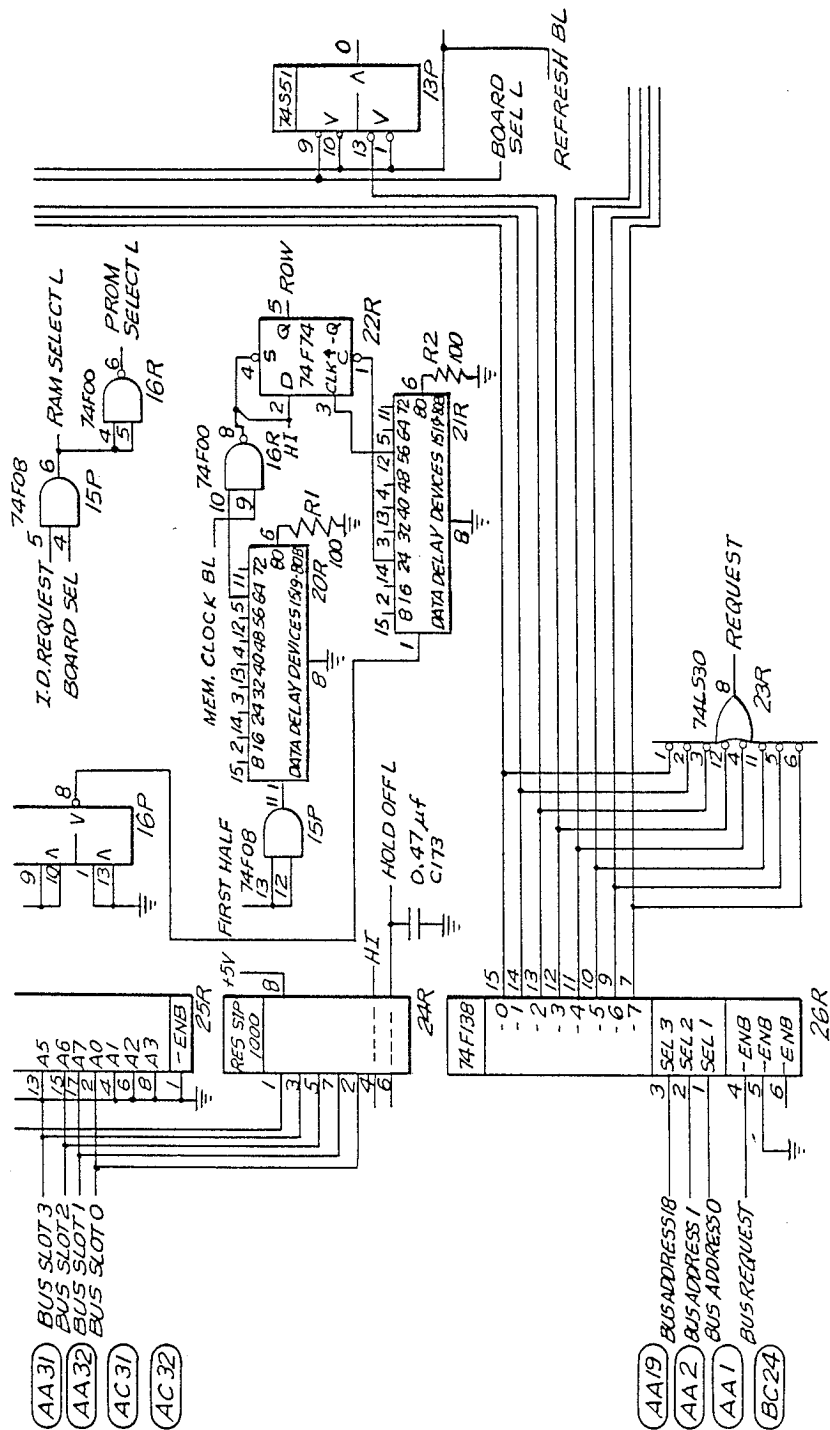 AA31
AA32
AC31
AC32
BUS SLOT 3
BUS SLOT 2
BUS SLOT 1
BUS SLOT 0
13 A5
15 A6
17 A7
2 A0
4 A1
6 A2
8 A3
1 -ENB
25R
9
10 Λ
V 8
1
13 Λ
16P
I.D. REQUEST 5
BOARD SEL 4
74F08
6
15P
RAM SELECT L
74F00
4
5
6
16R
PROM
SELECT L
+5V
8
RES SIP
1000
1
3
5
7
2
4
6
24R
HI
HOLD OFF L
0.47 μf
C173
FIRST HALF
74F08
13
12
11
15P
1
15 2 14 3 13 4 12 5 11
8 16 24 32 40 48 56 64 72
80 6
DATA DELAY DEVICES 1519-80B
8
20R
R1
100
MEM. CLOCK BL
74F00
10
9
8
16R
HI
4 S
2 D
Q 5
74F74
3 CLK
-Q
C
1
22R
ROW
1
15 2 14 3 13 4 12 5 11
8 16 24 32 40 48 56 64 72
80 6
DATA DELAY DEVICES 1519-80B
8
21R
R2
100
74S51
9
10 V
Λ 0
13
1 V
13P
BOARD
SEL L
REFRESH BL
AA19
AA2
AA1
BC24
BUS ADDRESS 18
BUS ADDRESS 1
BUS ADDRESS 0
BUS REQUEST
74F138
-0 15
-1 14
-2 13
-3 12
-4 11
-5 10
-6 9
-7 7
3 SEL 3
2 SEL 2
1 SEL 1
4 -ENB
5 -ENB
6 -ENB
26R
74LS30
1
2
3
12
4
11
5
6
8
23R
REQUEST